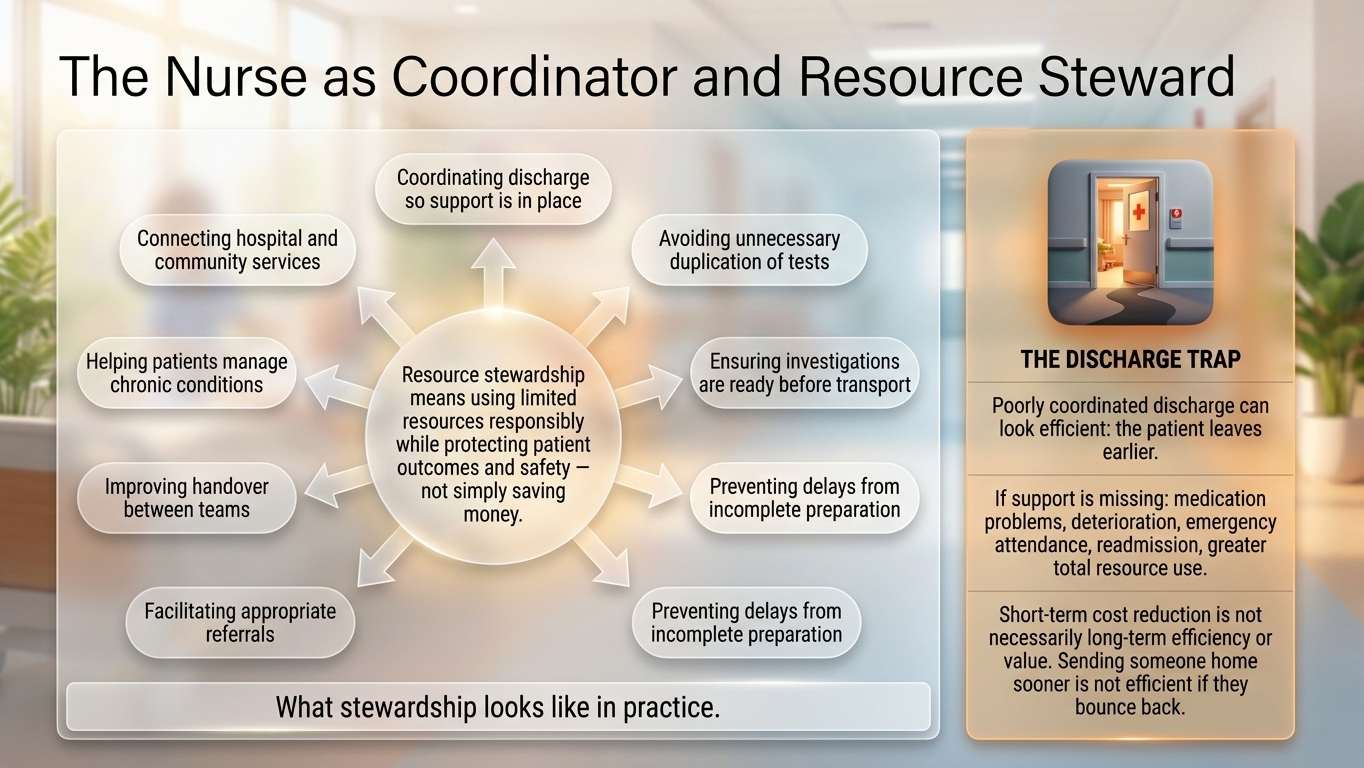 The Nurse as Coordinator and Resource Steward
Coordinating discharge
so support is in place
Connecting hospital and
community services
Avoiding unnecessary
duplication of tests
Helping patients manage
chronic conditions
Ensuring investigations
are ready before transport
Resource stewardship
means using limited
resources responsibly
while protecting patient
outcomes and safety —
not simply saving
money.
Improving handover
between teams
Preventing delays from
incomplete preparation
Facilitating appropriate
referrals
Preventing delays from
incomplete preparation
What stewardship looks like in practice.
THE DISCHARGE TRAP
Poorly coordinated discharge can
look efficient: the patient leaves
earlier.
If support is missing: medication
problems, deterioration, emergency
attendance, readmission, greater
total resource use.
Short-term cost reduction is not
necessarily long-term efficiency or
value. Sending someone home
sooner is not efficient if they
bounce back.